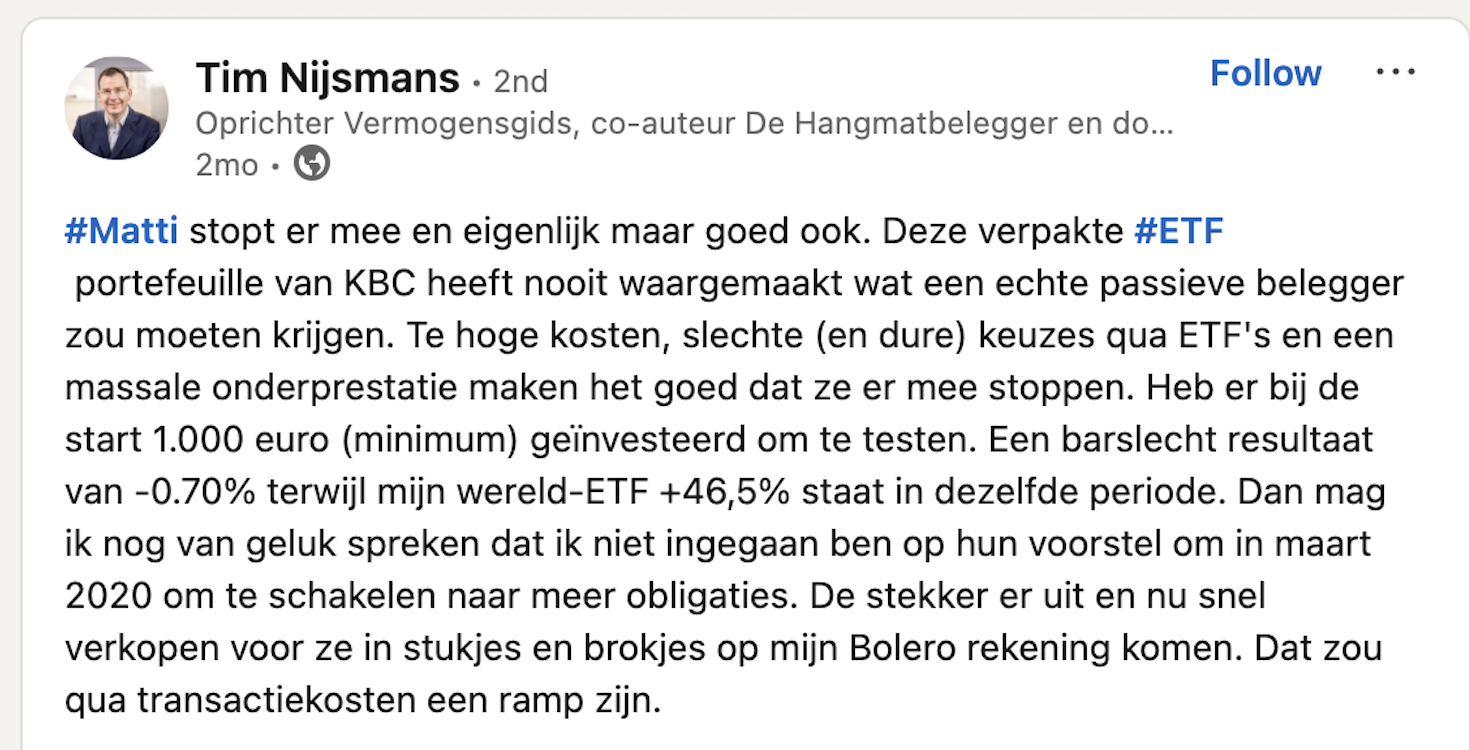 Tim Nijsmans · 2nd
Follow ...
Oprichter Vermogensgids, co-auteur De Hangmatbelegger en do...
2mo ·
#Matti stopt er mee en eigenlijk maar goed ook. Deze verpakte #ETF
portefeuille van KBC heeft nooit waargemaakt wat een echte passieve belegger
zou moeten krijgen. Te hoge kosten, slechte (en dure) keuzes qua ETF's en een
massale onderprestatie maken het goed dat ze er mee stoppen. Heb er bij de
start 1.000 euro (minimum) geïnvesteerd om te testen. Een barslecht resultaat
van -0.70% terwijl mijn wereld-ETF +46,5% staat in dezelfde periode. Dan mag
ik nog van geluk spreken dat ik niet ingegaan ben op hun voorstel om in maart
2020 om te schakelen naar meer obligaties. De stekker er uit en nu snel
verkopen voor ze in stukjes en brokjes op mijn Bolero rekening komen. Dat zou
qua transactiekosten een ramp zijn.